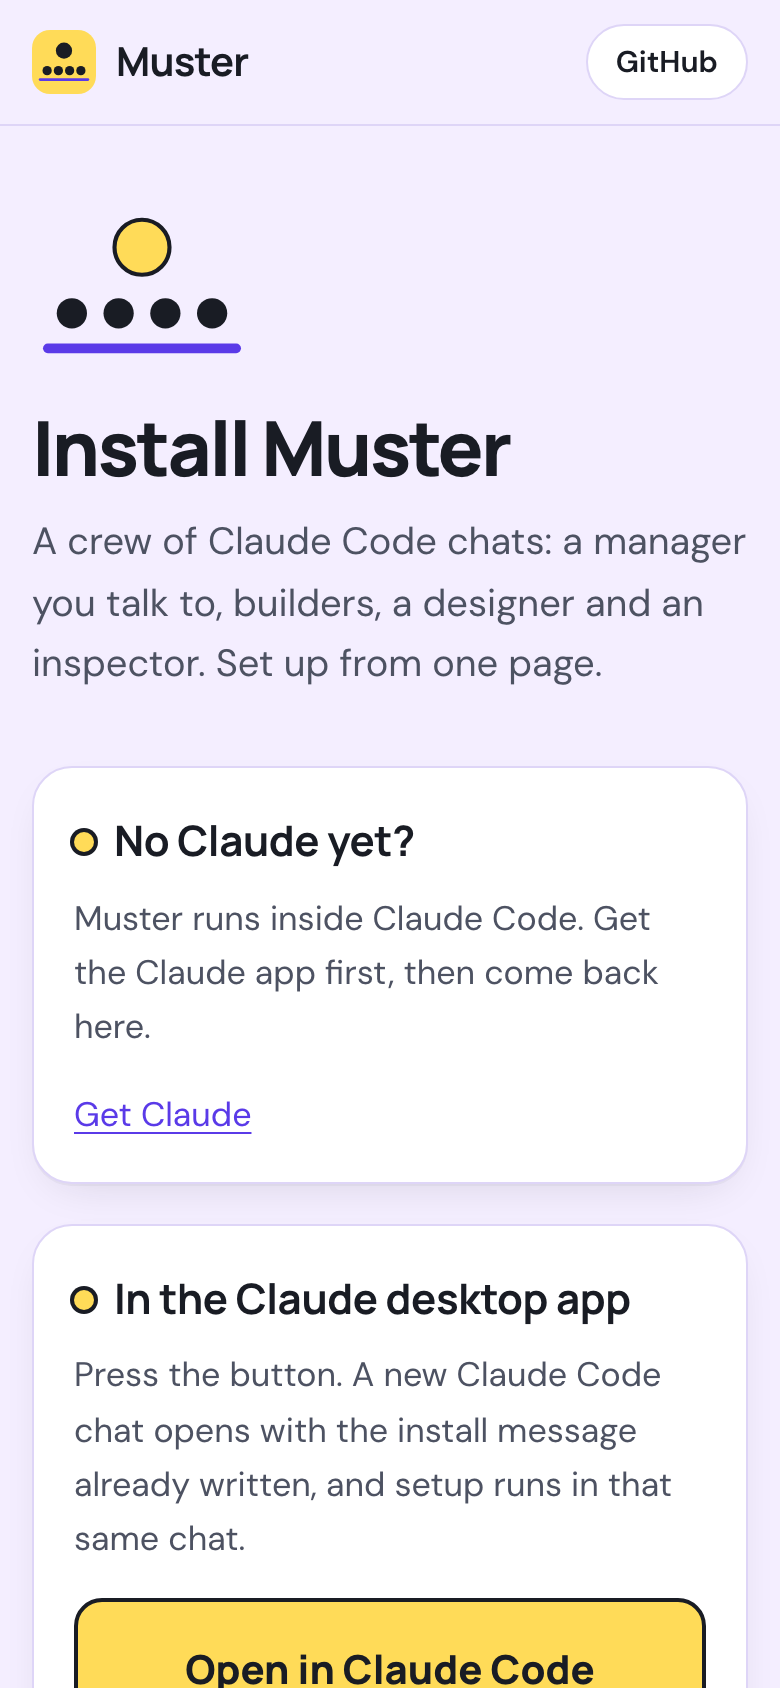 Muster
GitHub
Install Muster
A crew of Claude Code chats: a manager
you talk to, builders, a designer and an
inspector. Set up from one page.
No Claude yet?
Muster runs inside Claude Code. Get
the Claude app first, then come back
here.
Get Claude
In the Claude desktop app
Press the button. A new Claude Code
chat opens with the install message
already written, and setup runs in that
same chat.
Open in Claude Code